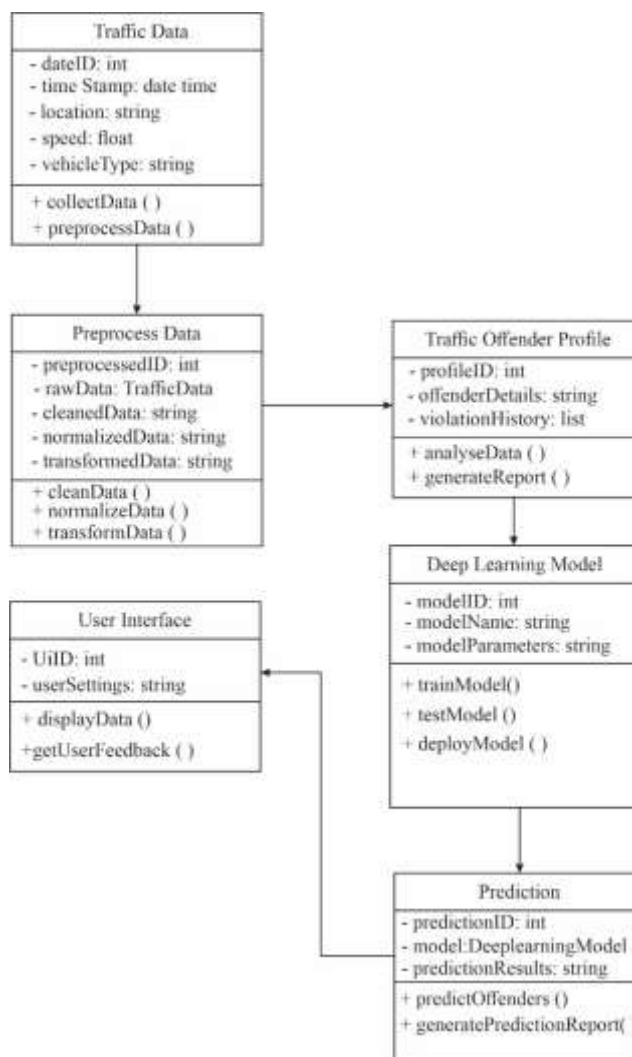 Traffic Data
- dateID: int
- time Stamp: date time
- location: string
- speed: float
- vehicleType: string
+ collectData ( )
+ preprocessData ( )
Preprocess Data
- preprocessedID: int
- rawData: TrafficData
- cleanedData: string
- normalizedData: string
- transformedData: string
+ cleanData ( )
+ normalizeData ( )
+ transformData ( )
Traffic Offender Profile
- profileID: int
- offenderDetails: string
- violationHistory: list
+ analyseData ( )
+ generateReport ( )
Deep Learning Model
- modelID: int
- modelName: string
- modelParameters: string
+ trainModel()
+ testModel ()
+ deployModel ( )
User Interface
- UiID: int
- userSettings: string
+ displayData ()
+getUserFeedback ( )
Prediction
- predictionID: int
- model:DeeplearningModel
- predictionResults: string
+ predictOffenders ()
+ generatePredictionReport(